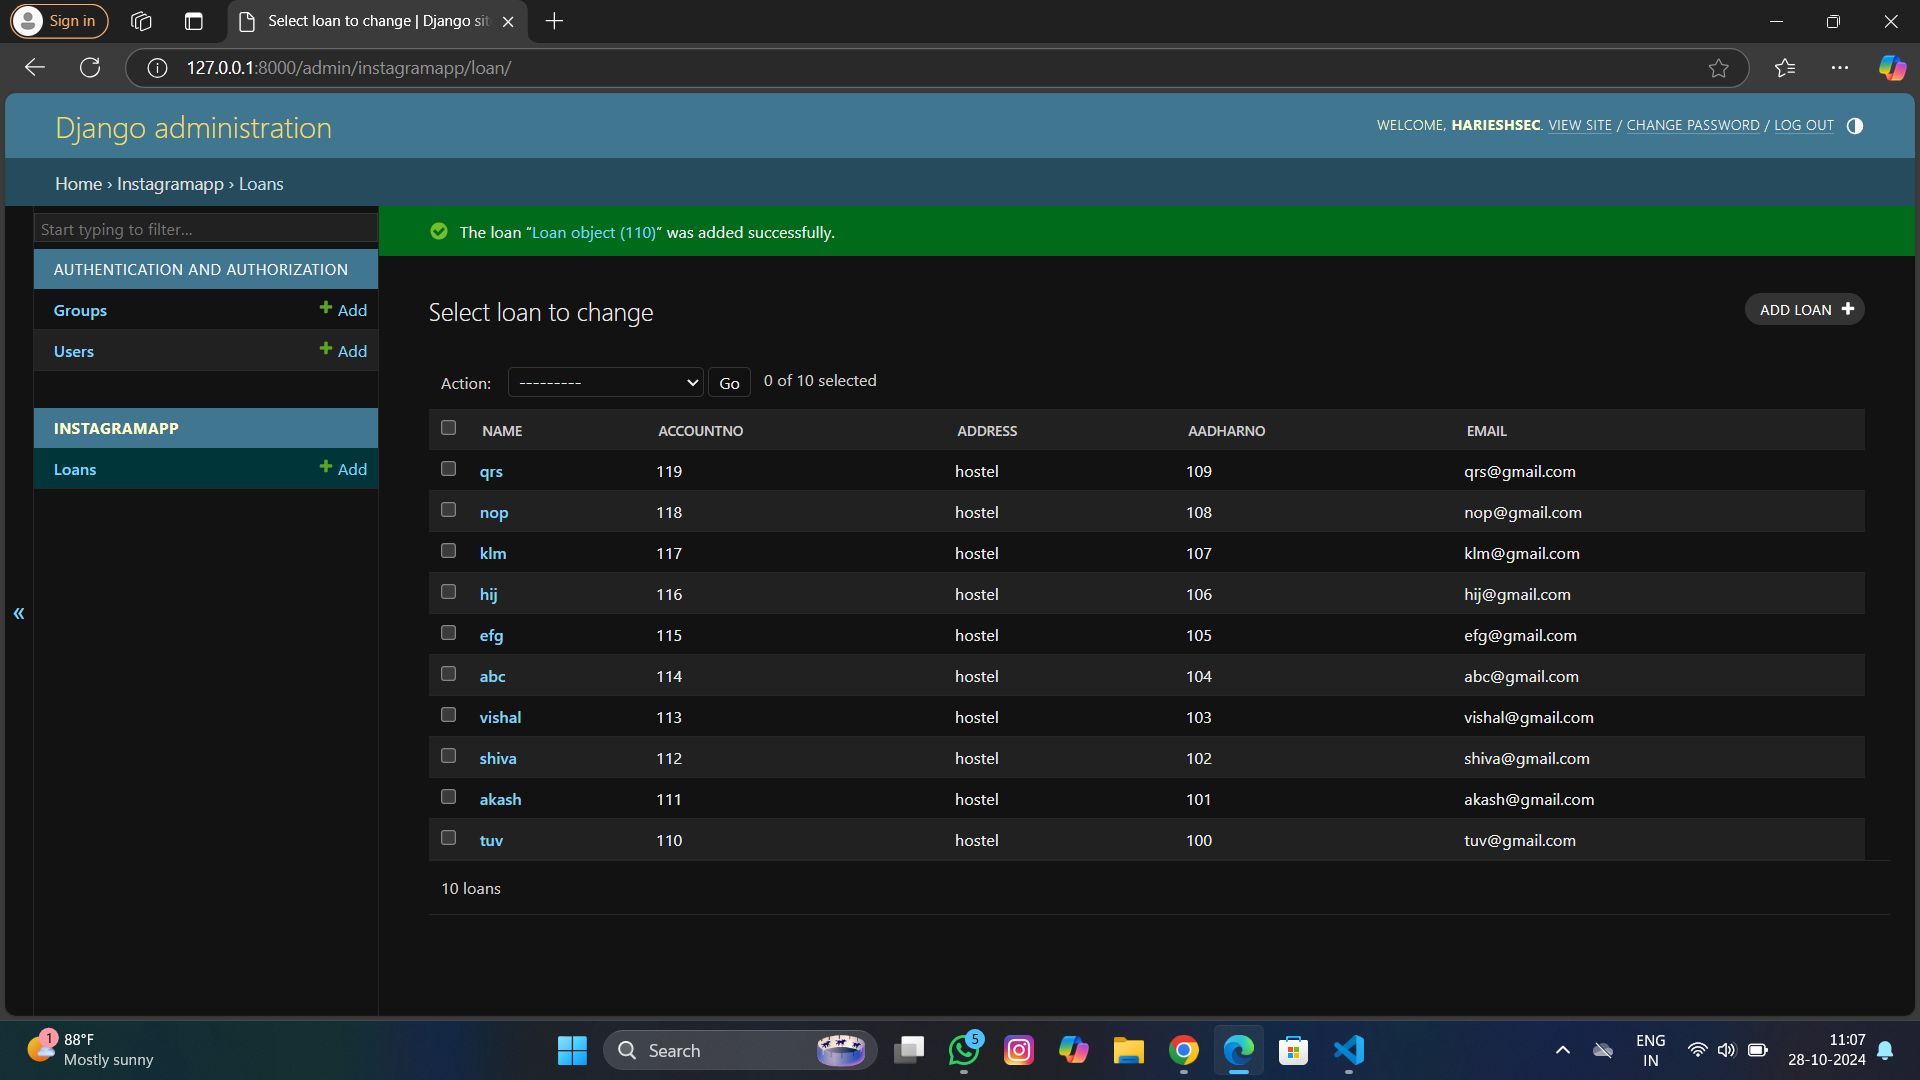 Sign in
Select loan to change | Django sit
127.0.0.1:8000/admin/instagramapp/loan/
Django administration
WELCOME, HARIESHSEC. VIEW SITE / CHANGE PASSWORD / LOG OUT
Home › Instagramapp › Loans
Start typing to filter...
The loan “Loan object (110)” was added successfully.
AUTHENTICATION AND AUTHORIZATION
Groups Add
Users Add
INSTAGRAMAPP
Loans Add
«
Select loan to change
ADD LOAN
Action: --------- Go 0 of 10 selected
NAME ACCOUNTNO ADDRESS AADHARNO EMAIL
qrs 119 hostel 109 qrs@gmail.com
nop 118 hostel 108 nop@gmail.com
klm 117 hostel 107 klm@gmail.com
hij 116 hostel 106 hij@gmail.com
efg 115 hostel 105 efg@gmail.com
abc 114 hostel 104 abc@gmail.com
vishal 113 hostel 103 vishal@gmail.com
shiva 112 hostel 102 shiva@gmail.com
akash 111 hostel 101 akash@gmail.com
tuv 110 hostel 100 tuv@gmail.com
10 loans
1
88°F
Mostly sunny
Search
5
ENG
IN
11:07
28-10-2024